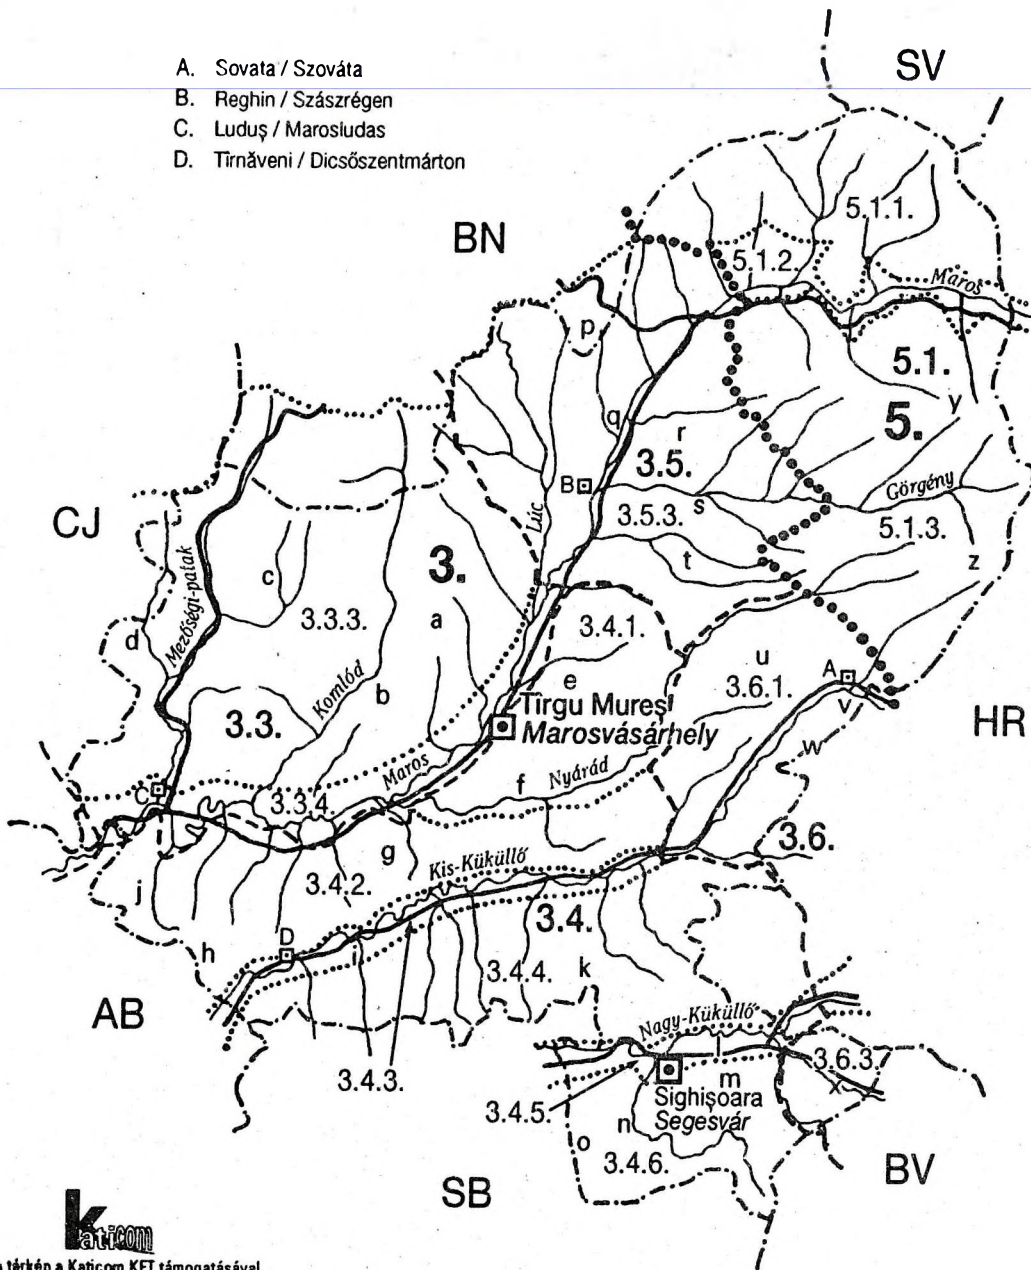 A. Sovata / Szováta
B. Reghin / Szászrégen
C. Luduş / Marosludas
D. Tîrnăveni / Dicsőszentmárton
SV
BN
5.1.1.
5.1.2.
Maros
p
5.1.
y
5.
q
r
3.5.
B
s
Görgény
CJ
Lúc
3.5.3.
5.1.3.
3.
t
z
c
Mezőségi-patak
d
3.3.3.
a
3.4.1.
u
A
e
3.6.1.
v
Komlód
b
Tîrgu Mureş
Marosvásárhely
3.3.
HR
w
Maros
Nyárád
f
C
3.3.4.
3.6.
g
Kis-Küküllő
j
3.4.2.
3.4.
D
h
i
3.4.4.
k
AB
Nagy-Küküllő
l
3.6.3.
3.4.3.
m
x
Sighişoara
Segesvár
3.4.5.
n
o
3.4.6.
BV
SB
katicom
a térkép a Katicom KFT támogatásával